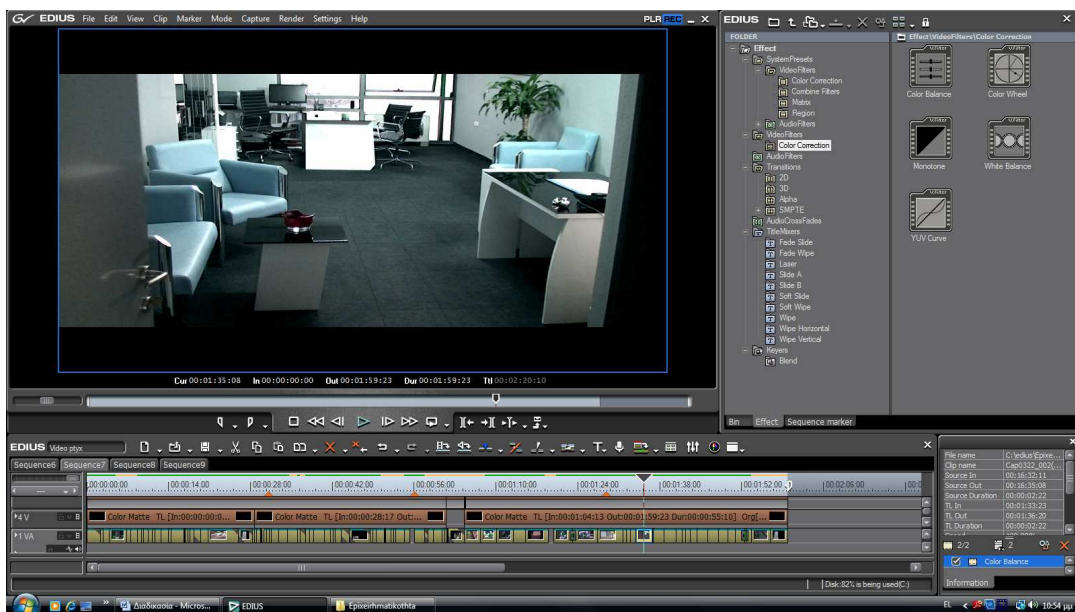 EDIUS File Edit View Clip Marker Mode Capture Render Settings Help
PLR REC
Cur 00:01:35:08 In 00:00:00:00 Out 00:01:59:23 Dur 00:01:59:23 Ttl 00:02:20:10
EDIUS
FOLDER
Effect
SystemPresets
VideoFilters
Color Correction
Combine Filters
Matrix
Region
AudioFilters
VideoFilters
Color Correction
AudioFilters
Transitions
2D
3D
Alpha
SMPTE
AudioCrossFades
TitleMixers
Fade Slide
Fade Wipe
Laser
Slide A
Slide B
Soft Slide
Soft Wipe
Wipe
Wipe Horizontal
Wipe Vertical
Keyers
Blend
Effect\VideoFilters\Color Correction
Color Balance
Color Wheel
Monotone
White Balance
YUV Curve
Bin Effect Sequence marker
EDIUS Video ptyx
Sequence6 Sequence7 Sequence8 Sequence9
00:00:00:00 00:00:14:00 00:00:28:00 00:00:42:00 00:00:56:00 00:01:10:00 00:01:24:00 00:01:38:00 00:01:52:00 00:02:06:00
4 V
Color Matte TL [In:00:00:00:0...
Color Matte TL [In:00:00:28:17 Out:...
Color Matte TL [In:00:01:04:13 Out:00:01:59:23 Dur:00:00:55:10] Org[...
1 VA
Disk :82% is being used(C:)
File name C:\edius\Epixe...
Clip name Cap0322_002(...
Source In 00:16:32:11
Source Out 00:16:35:08
Source Duration 00:00:02:22
TL In 00:01:33:23
TL Out 00:01:36:20
TL Duration 00:00:02:22
2/2 2
Color Balance
Information
Διαδικασία - Micros...
EDIUS
Epixeirhmatikothta
EL
10:54 μμ